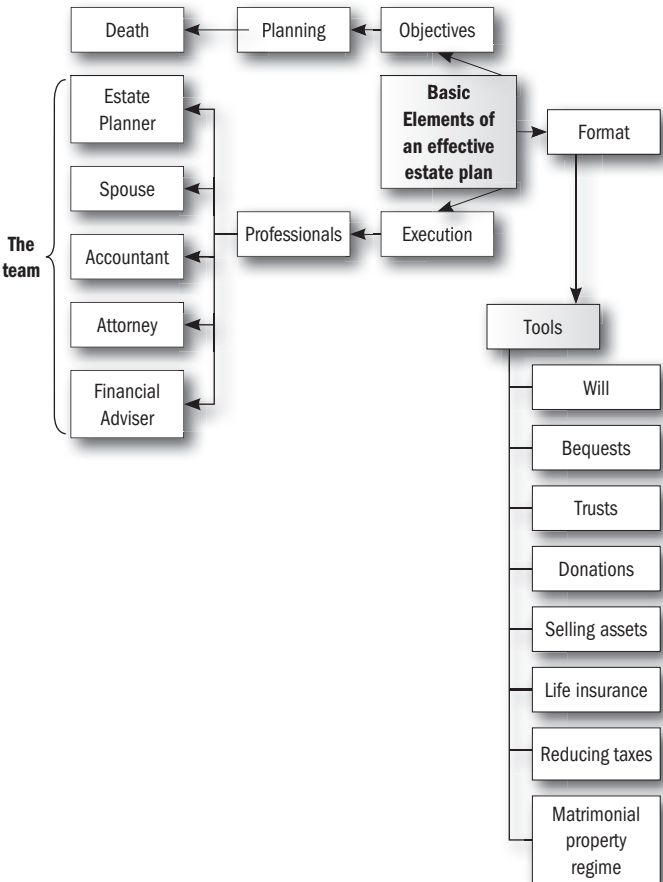 Death
Planning
Objectives
Basic
Elements of
an effective
estate plan
Format
Estate
Planner
Spouse
Professionals
Execution
The
team
Accountant
Attorney
Financial
Adviser
Tools
Will
Bequests
Trusts
Donations
Selling assets
Life insurance
Reducing taxes
Matrimonial
property
regime